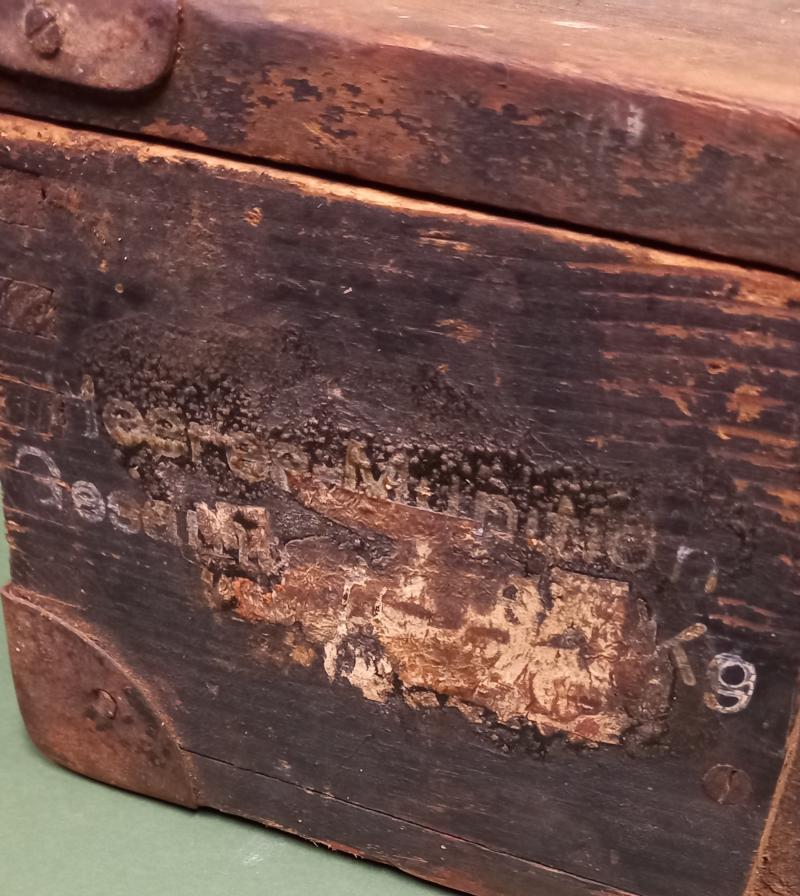 Heeres-Munition
Gesamt kg